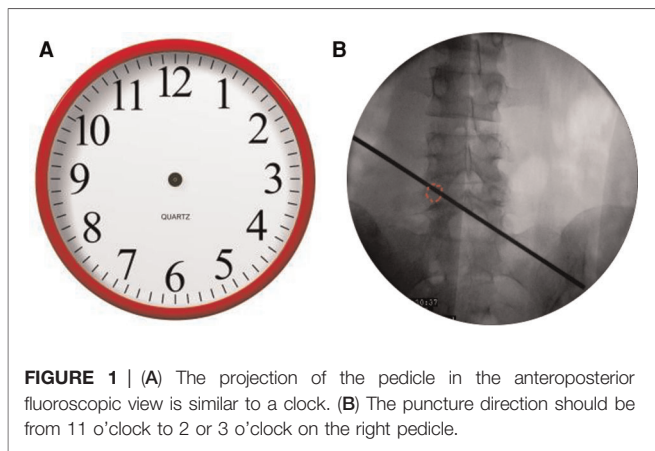 A
B
12
11
1
10
2
9
3
QUARTZ
8
4
7
5
6
10:37
FIGURE 1 | (A) The projection of the pedicle in the anteroposterior
fluoroscopic view is similar to a clock. (B) The puncture direction should be
from 11 o'clock to 2 or 3 o'clock on the right pedicle.